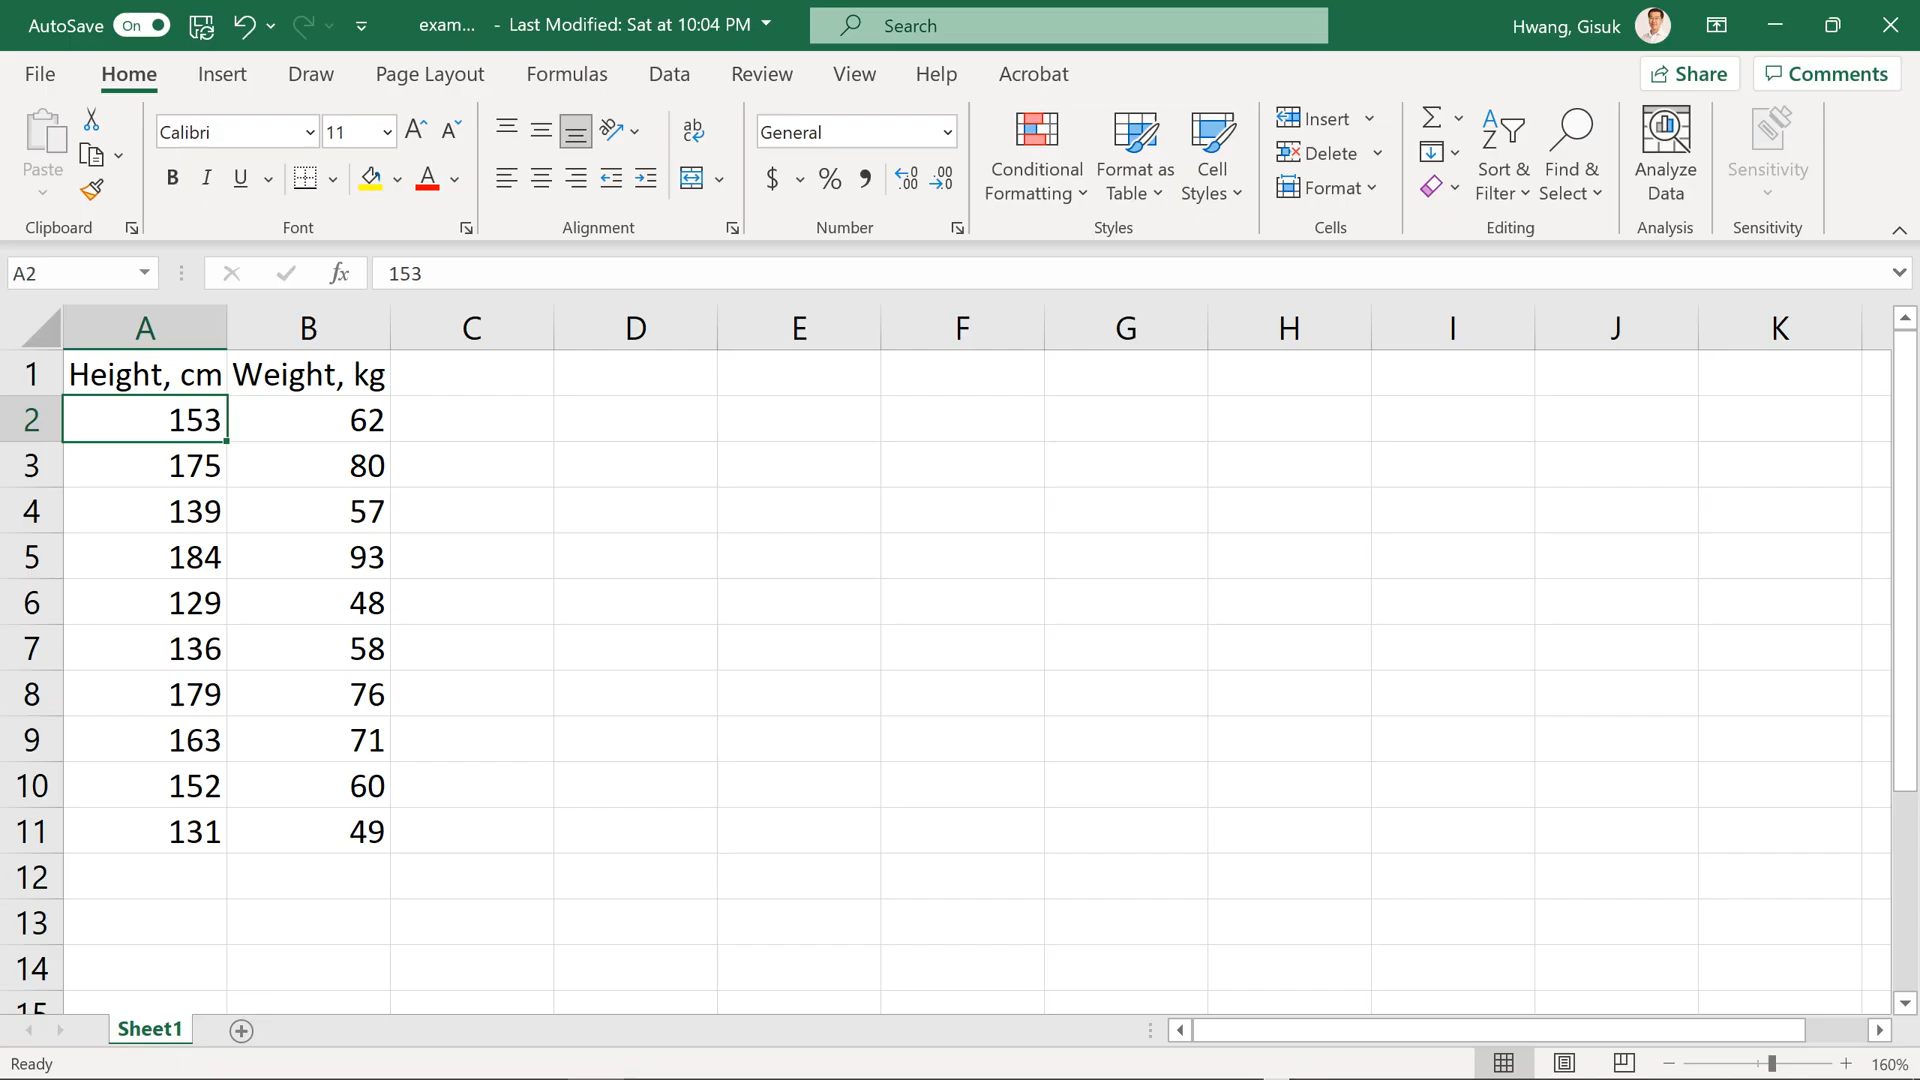 AutoSave On exam... - Last Modified: Sat at 10:04 PM Search Hwang, Gisuk
File Home Insert Draw Page Layout Formulas Data Review View Help Acrobat Share Comments
Paste
Calibri 11
B I U A
ab
General
$ % , .00 .00
Conditional Formatting
Format as Table
Cell Styles
Insert
Delete
Format
Sort & Filter
Find & Select
Analyze Data
Sensitivity
Clipboard Font Alignment Number Styles Cells Editing Analysis Sensitivity
A2 fx 153
A B C D E F G H I J K
1 Height, cm Weight, kg
2 153 62
3 175 80
4 139 57
5 184 93
6 129 48
7 136 58
8 179 76
9 163 71
10 152 60
11 131 49
12
13
14
15
Sheet1
Ready 160%